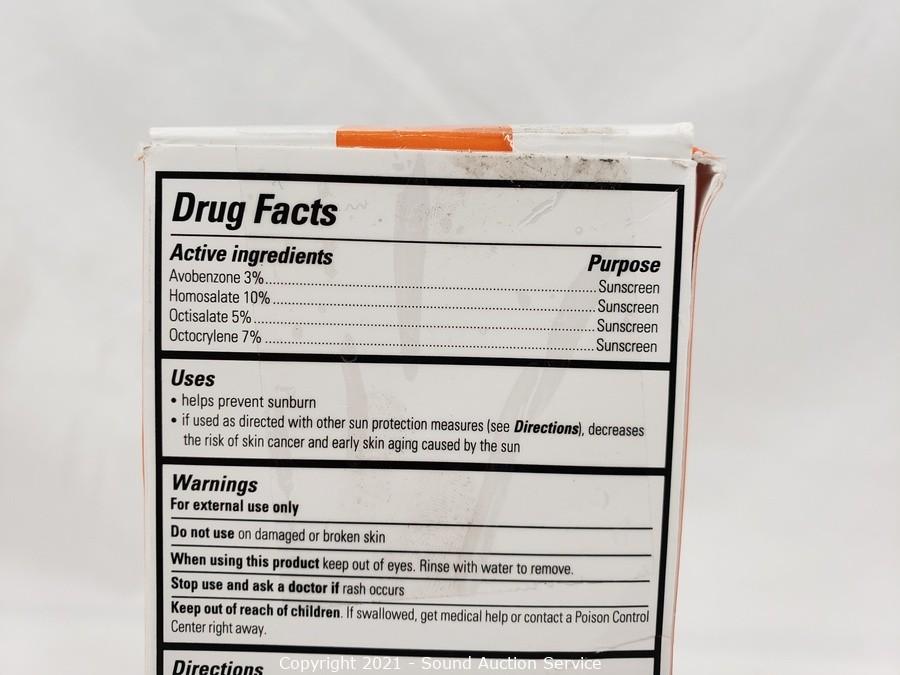 Drug Facts
Active ingredients Purpose
Avobenzone 3%........Sunscreen
Homosalate 10%........Sunscreen
Octisalate 5%........Sunscreen
Octocrylene 7%........Sunscreen
Uses
• helps prevent sunburn
• if used as directed with other sun protection measures (see Directions), decreases
the risk of skin cancer and early skin aging caused by the sun
Warnings
For external use only
Do not use on damaged or broken skin
When using this product keep out of eyes. Rinse with water to remove.
Stop use and ask a doctor if rash occurs
Keep out of reach of children. If swallowed, get medical help or contact a Poison Control
Center right away.
Directions
Copyright 2021 - Sound Auction Service